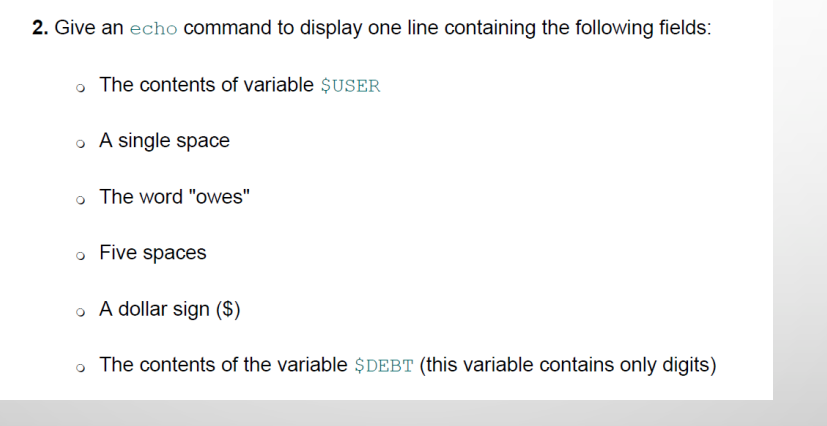 2. Give an echo command to display one line containing the following fields:
o The contents of variable $USER
o A single space
o The word "owes"
o Five spaces
o A dollar sign ($)
o The contents of the variable $DEBT (this variable contains only digits)